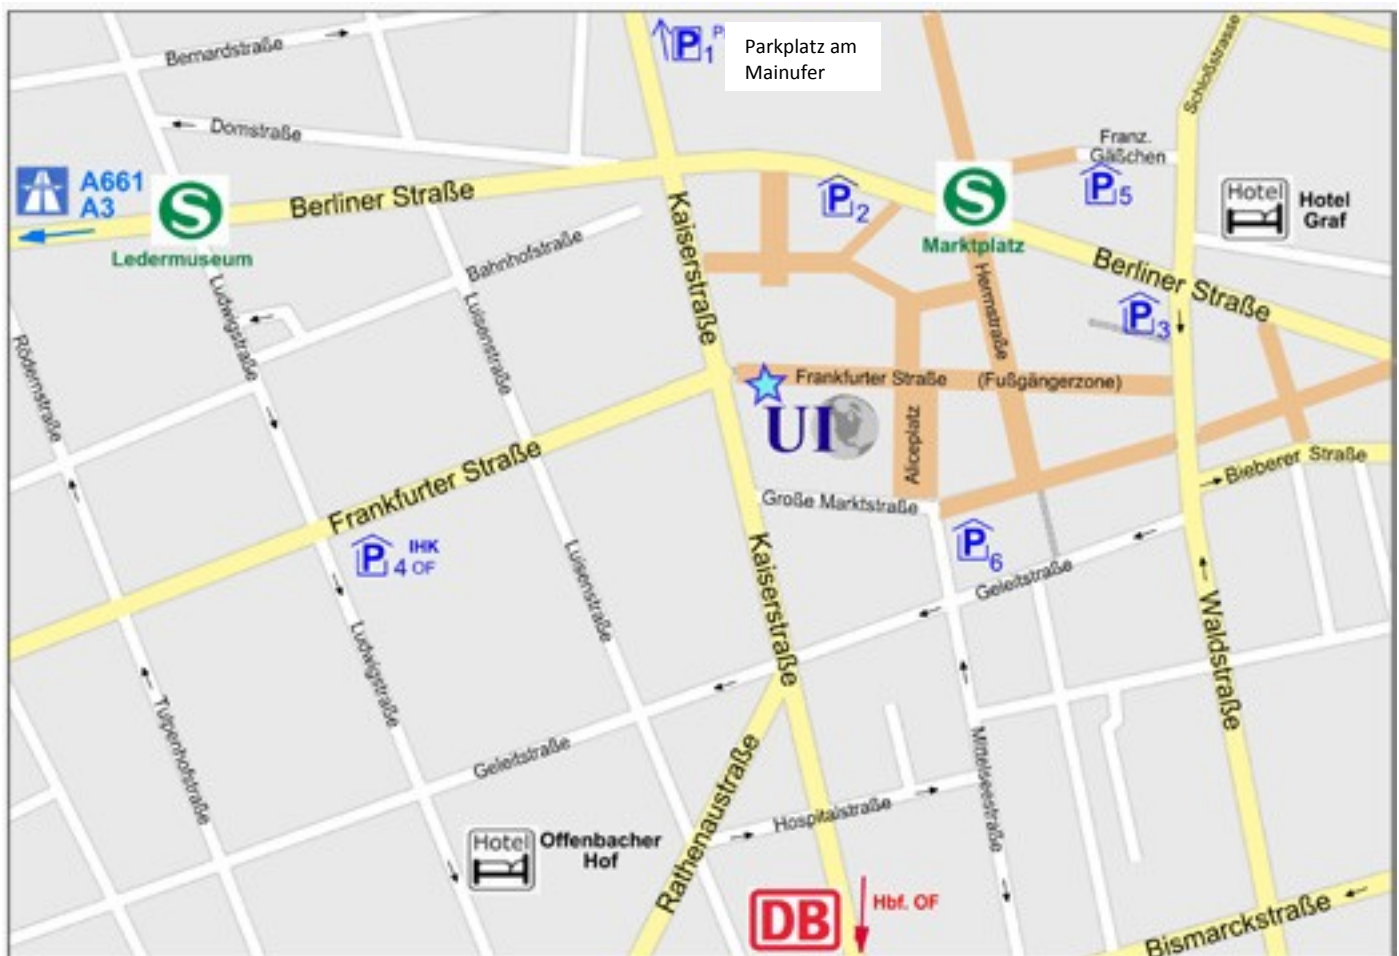 Bernardstraße
P1
P
Parkplatz am
Mainufer
Schloßstrasse
Domstraße
Franz.
Gäßchen
A661
A3
S
Ledermuseum
Berliner Straße
Kaiserstraße
P2
S
Marktplatz
P5
Hotel
Hotel
Graf
Bahnhofstraße
Berliner Straße
Ludwigstraße
Luisenstraße
Herrnstraße
P3
Rödernstraße
Frankfurter Straße
(Fußgängerzone)
UI
Aliceplatz
Frankfurter Straße
Bieberer Straße
Große Marktstraße
P4
IHK
OF
P6
Luisenstraße
Kaiserstraße
Geleitstraße
Waldstraße
Ludwigstraße
Tulpenhofstraße
Geleitstraße
Rathenaustraße
Mittelseestraße
Hospitalstraße
Hotel
Offenbacher
Hof
DB
Hbf. OF
Bismarckstraße